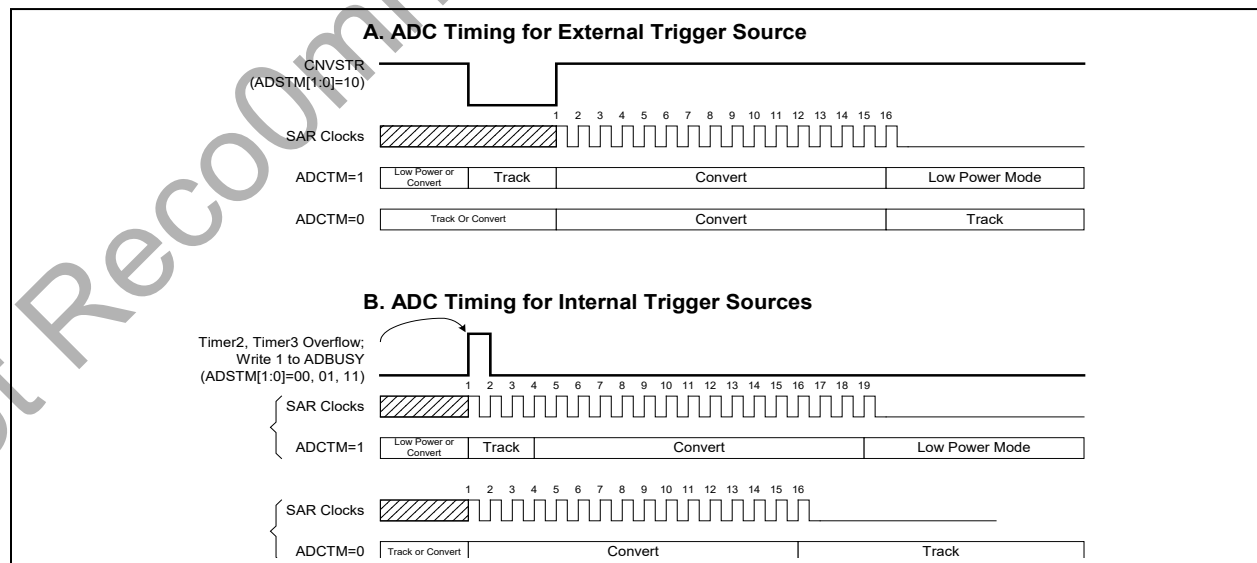 A. ADC Timing for External Trigger Source
CNVSTR
(ADSTM[1:0]=10)
1 2 3 4 5 6 7 8 9 10 11 12 13 14 15 16
SAR Clocks
ADCTM=1
Low Power or
Convert
Track
Convert
Low Power Mode
ADCTM=0
Track Or Convert
Convert
Track
B. ADC Timing for Internal Trigger Sources
Timer2, Timer3 Overflow;
Write 1 to ADBUSY
(ADSTM[1:0]=00, 01, 11)
1 2 3 4 5 6 7 8 9 10 11 12 13 14 15 16 17 18 19
SAR Clocks
ADCTM=1
Low Power or
Convert
Track
Convert
Low Power Mode
1 2 3 4 5 6 7 8 9 10 11 12 13 14 15 16
SAR Clocks
ADCTM=0
Track or Convert
Convert
Track